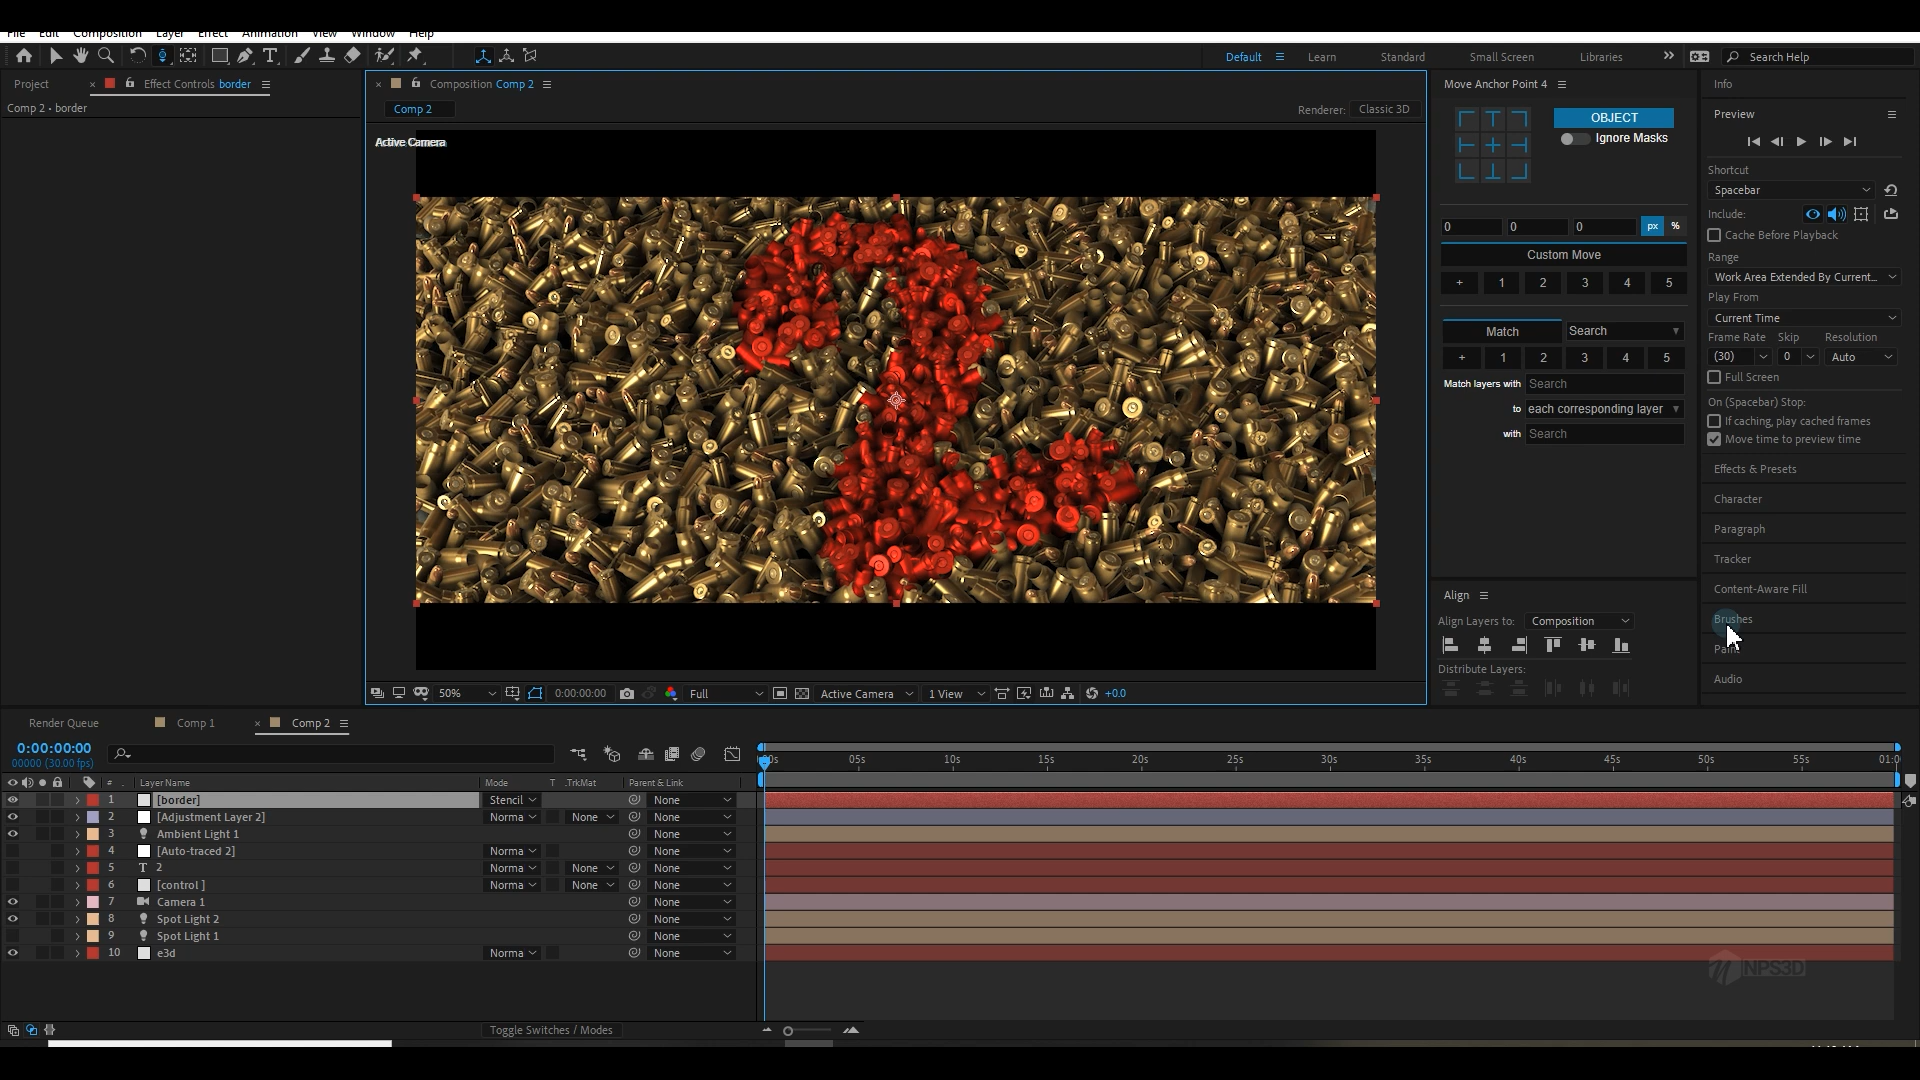 File Edit Composition Layer Effect Animation View Window Help
Default Learn Standard Small Screen Libraries Search Help
Project
Effect Controls border
Comp 2 • border
Composition Comp 2
Comp 2
Renderer: Classic 3D
Active Camera
Move Anchor Point 4
OBJECT
Ignore Masks
0 0 0 px %
Custom Move
+ 1 2 3 4 5
Match Search
+ 1 2 3 4 5
Match layers with Search
to each corresponding layer
with Search
Align
Align Layers to: Composition
Distribute Layers:
Info
Preview
Shortcut
Spacebar
Include:
Cache Before Playback
Range
Work Area Extended By Current...
Play From
Current Time
Frame Rate Skip Resolution
(30) 0 Auto
Full Screen
On (Spacebar) Stop:
If caching, play cached frames
Move time to preview time
Effects & Presets
Character
Paragraph
Tracker
Content-Aware Fill
Brushes
Paint
Audio
50% 0:00:00:00 Full Active Camera 1 View +0.0
Render Queue Comp 1 Comp 2
0:00:00:00
00000 (30.00 fps)
05s 10s 15s 20s 25s 30s 35s 40s 45s 50s 55s 01:0
# Layer Name Mode T .TrkMat Parent & Link
1 [border] Stencil None
2 [Adjustment Layer 2] Norma None None
3 Ambient Light 1 None
4 [Auto-traced 2] Norma None
5 T 2 Norma None None
6 [control ] Norma None None
7 Camera 1 None
8 Spot Light 2 None
9 Spot Light 1 None
10 e3d Norma None
NPS3D
Toggle Switches / Modes